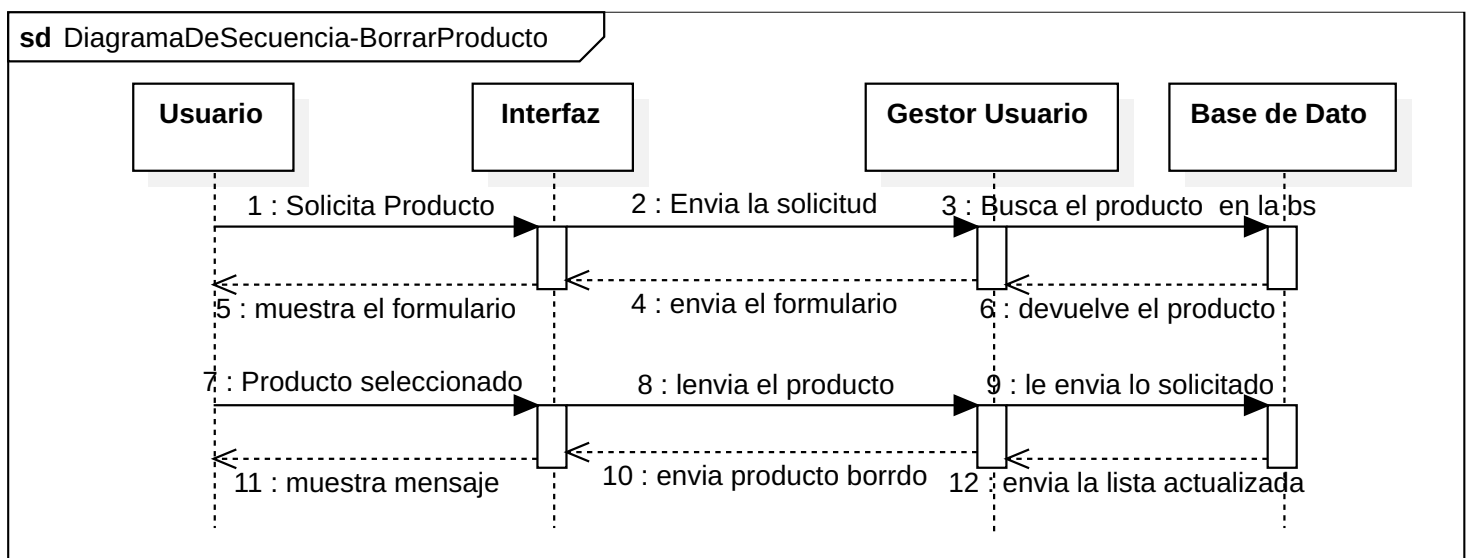 sd DiagramaDeSecuencia-BorrarProducto
Usuario
Interfaz
Gestor Usuario
Base de Dato
1 : Solicita Producto
2 : Envia la solicitud
3 : Busca el producto en la bs
5 : muestra el formulario
4 : envia el formulario
6 : devuelve el producto
7 : Producto seleccionado
8 : lenvia el producto
9 : le envia lo solicitado
11 : muestra mensaje
10 : envia producto borrdo
12 : envia la lista actualizada